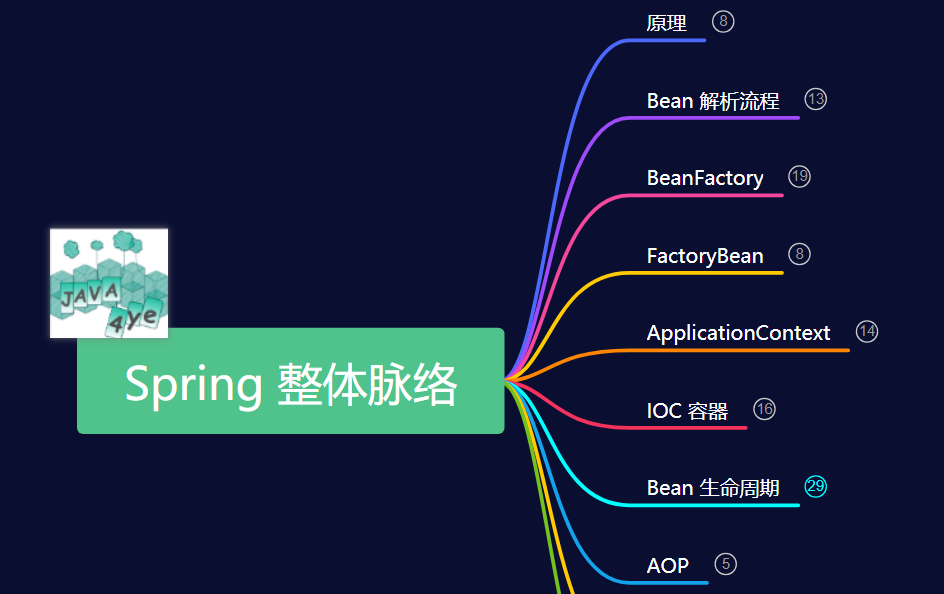 原理 8
Bean 解析流程 13
BeanFactory 19
FactoryBean 8
JAVA
4ye
ApplicationContext 14
Spring 整体脉络
IOC 容器 16
Bean 生命周期 29
AOP 5